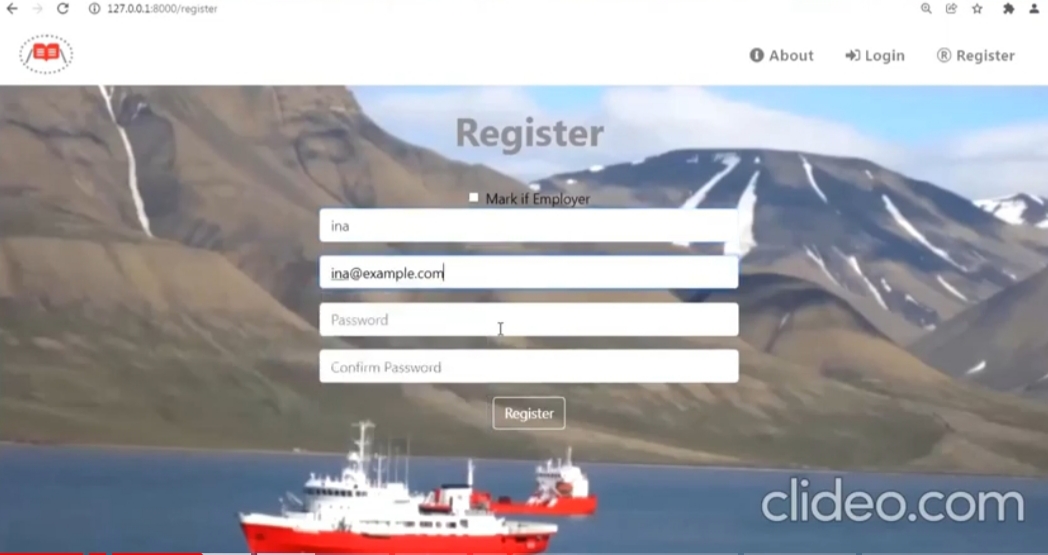 127.0.0.1:8000/register
About
Login
Register
Register
Mark if Employer
ina
ina@example.com
Password
Confirm Password
Register
clideo.com